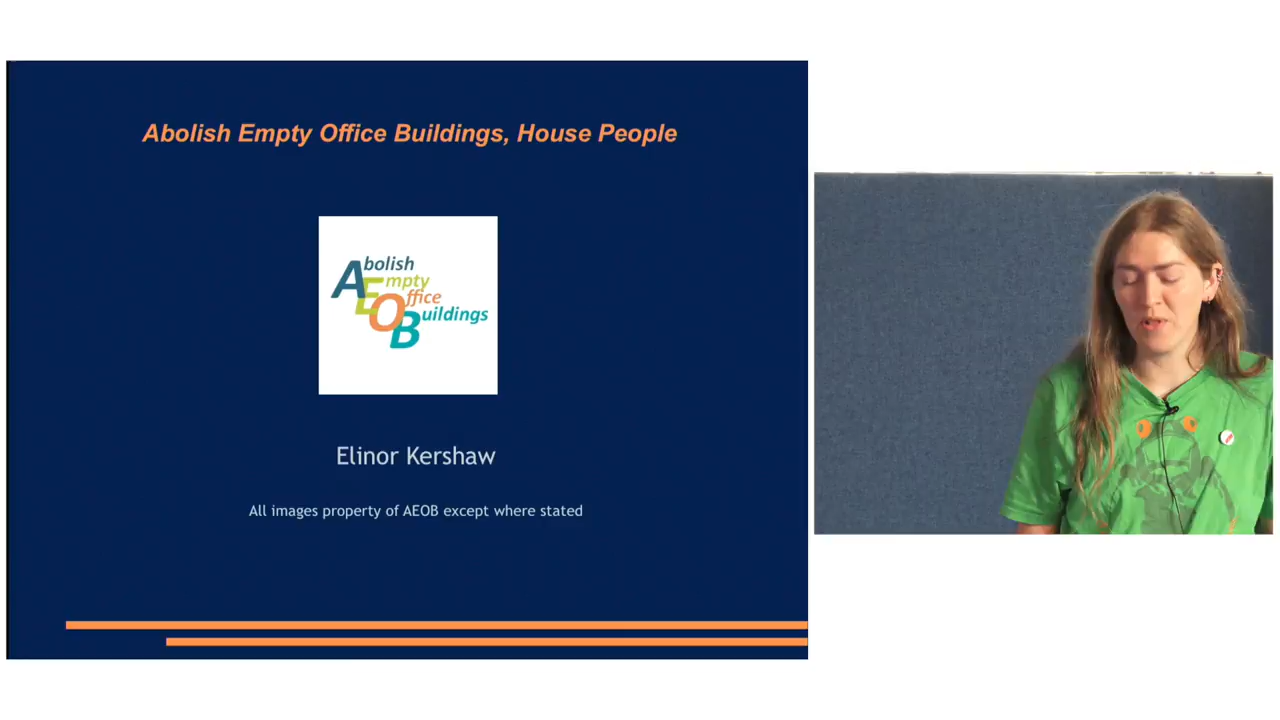 Abolish Empty Office Buildings, House People
Abolish
Empty
Office
Buildings
Elinor Kershaw
All images property of AEOB except where stated